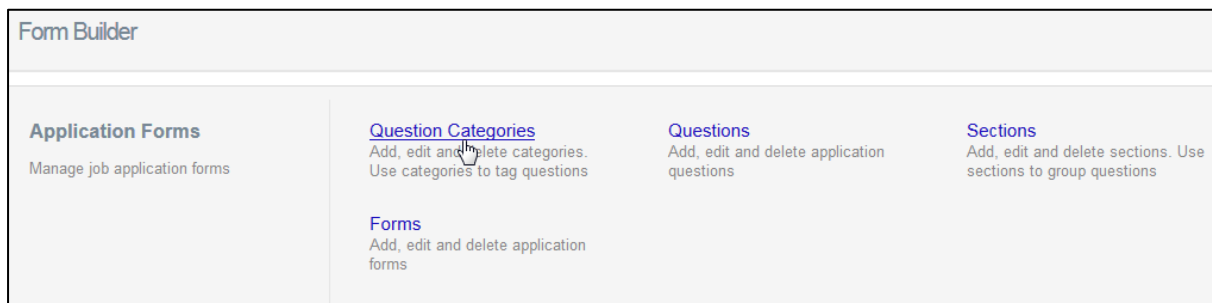 Form Builder
Application Forms
Manage job application forms
Question Categories
Add, edit and delete categories.
Use categories to tag questions
Questions
Add, edit and delete application
questions
Sections
Add, edit and delete sections. Use
sections to group questions
Forms
Add, edit and delete application
forms